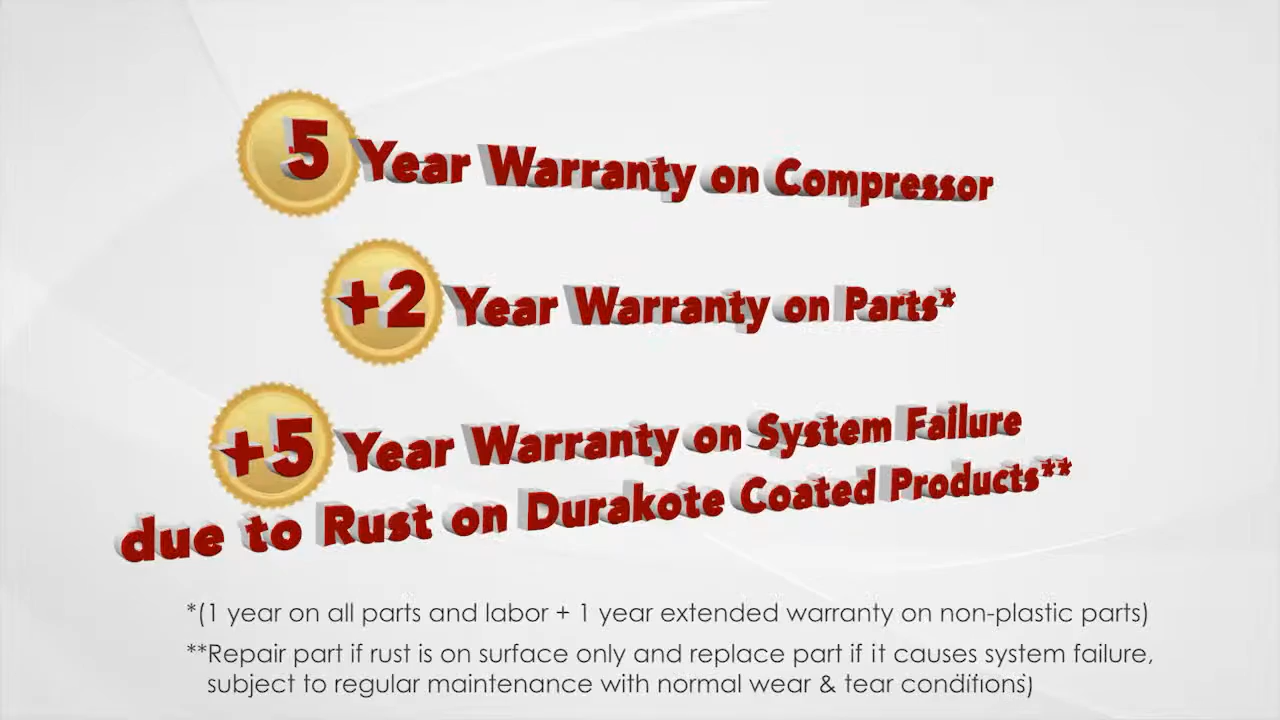 5 Year Warranty on Compressor
+2 Year Warranty on Parts*
+5 Year Warranty on System Failure
due to Rust on Durakote Coated Products**
*(1 year on all parts and labor + 1 year extended warranty on non-plastic parts)
**Repair part if rust is on surface only and replace part if it causes system failure,
subject to regular maintenance with normal wear & tear conditions)